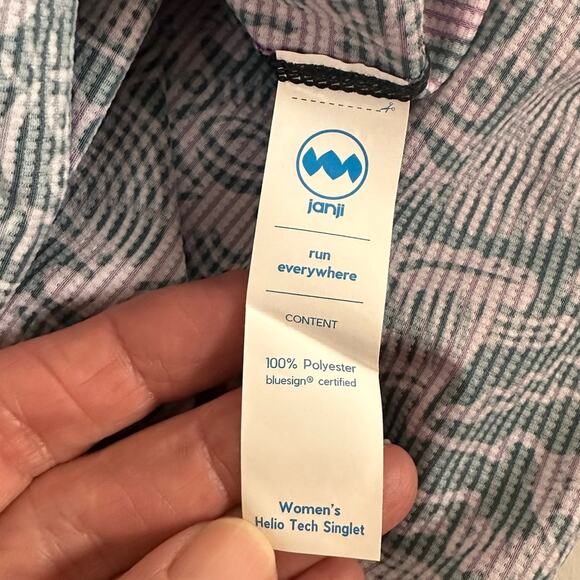 janji
run
everywhere
CONTENT
100% Polyester
bluesign® certified
Women's
Helio Tech Singlet